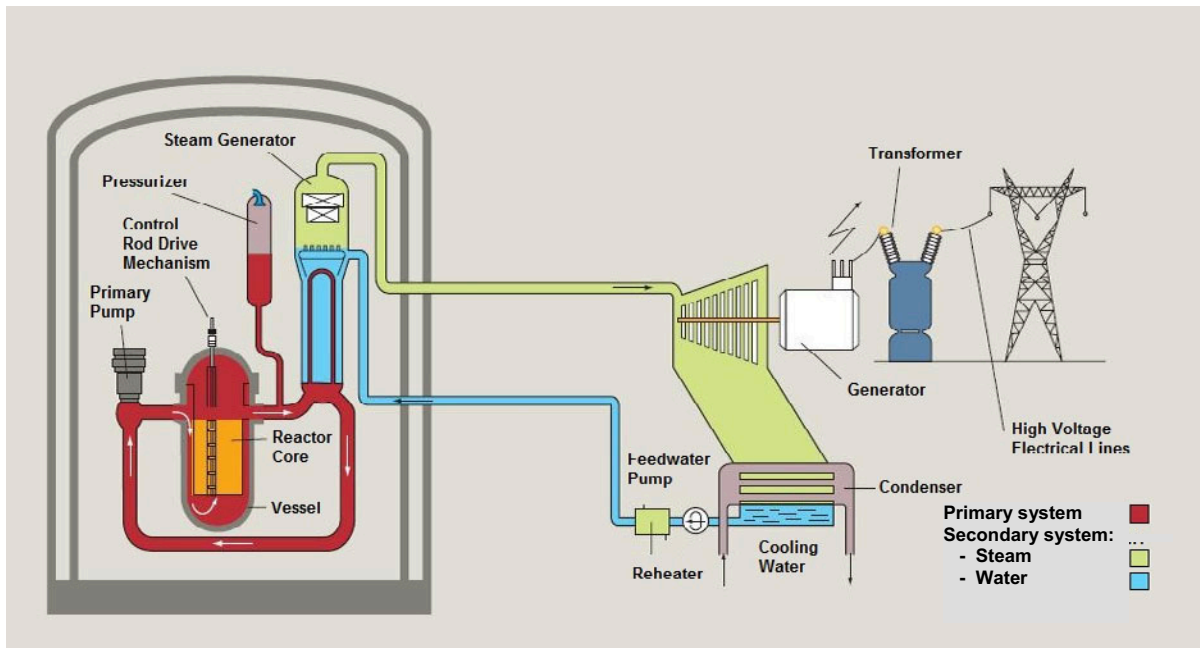 Steam Generator
Pressurizer
Control
Rod Drive
Mechanism
Primary
Pump
Reactor
Core
Vessel
Transformer
Generator
High Voltage
Electrical Lines
Feedwater
Pump
Condenser
Reheater
Cooling
Water
Primary system
Secondary system:
- Steam
- Water